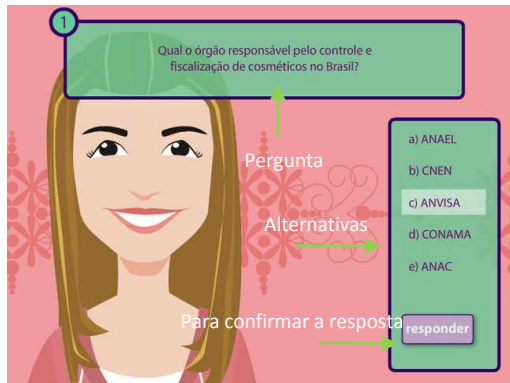 1
Qual o órgão responsável pelo controle e
fiscalização de cosméticos no Brasil?
Pergunta
a) ANAEL
b) CNEN
c) ANVISA
Alternativas
d) CONAMA
e) ANAC
Para confirmar a resposta
responder